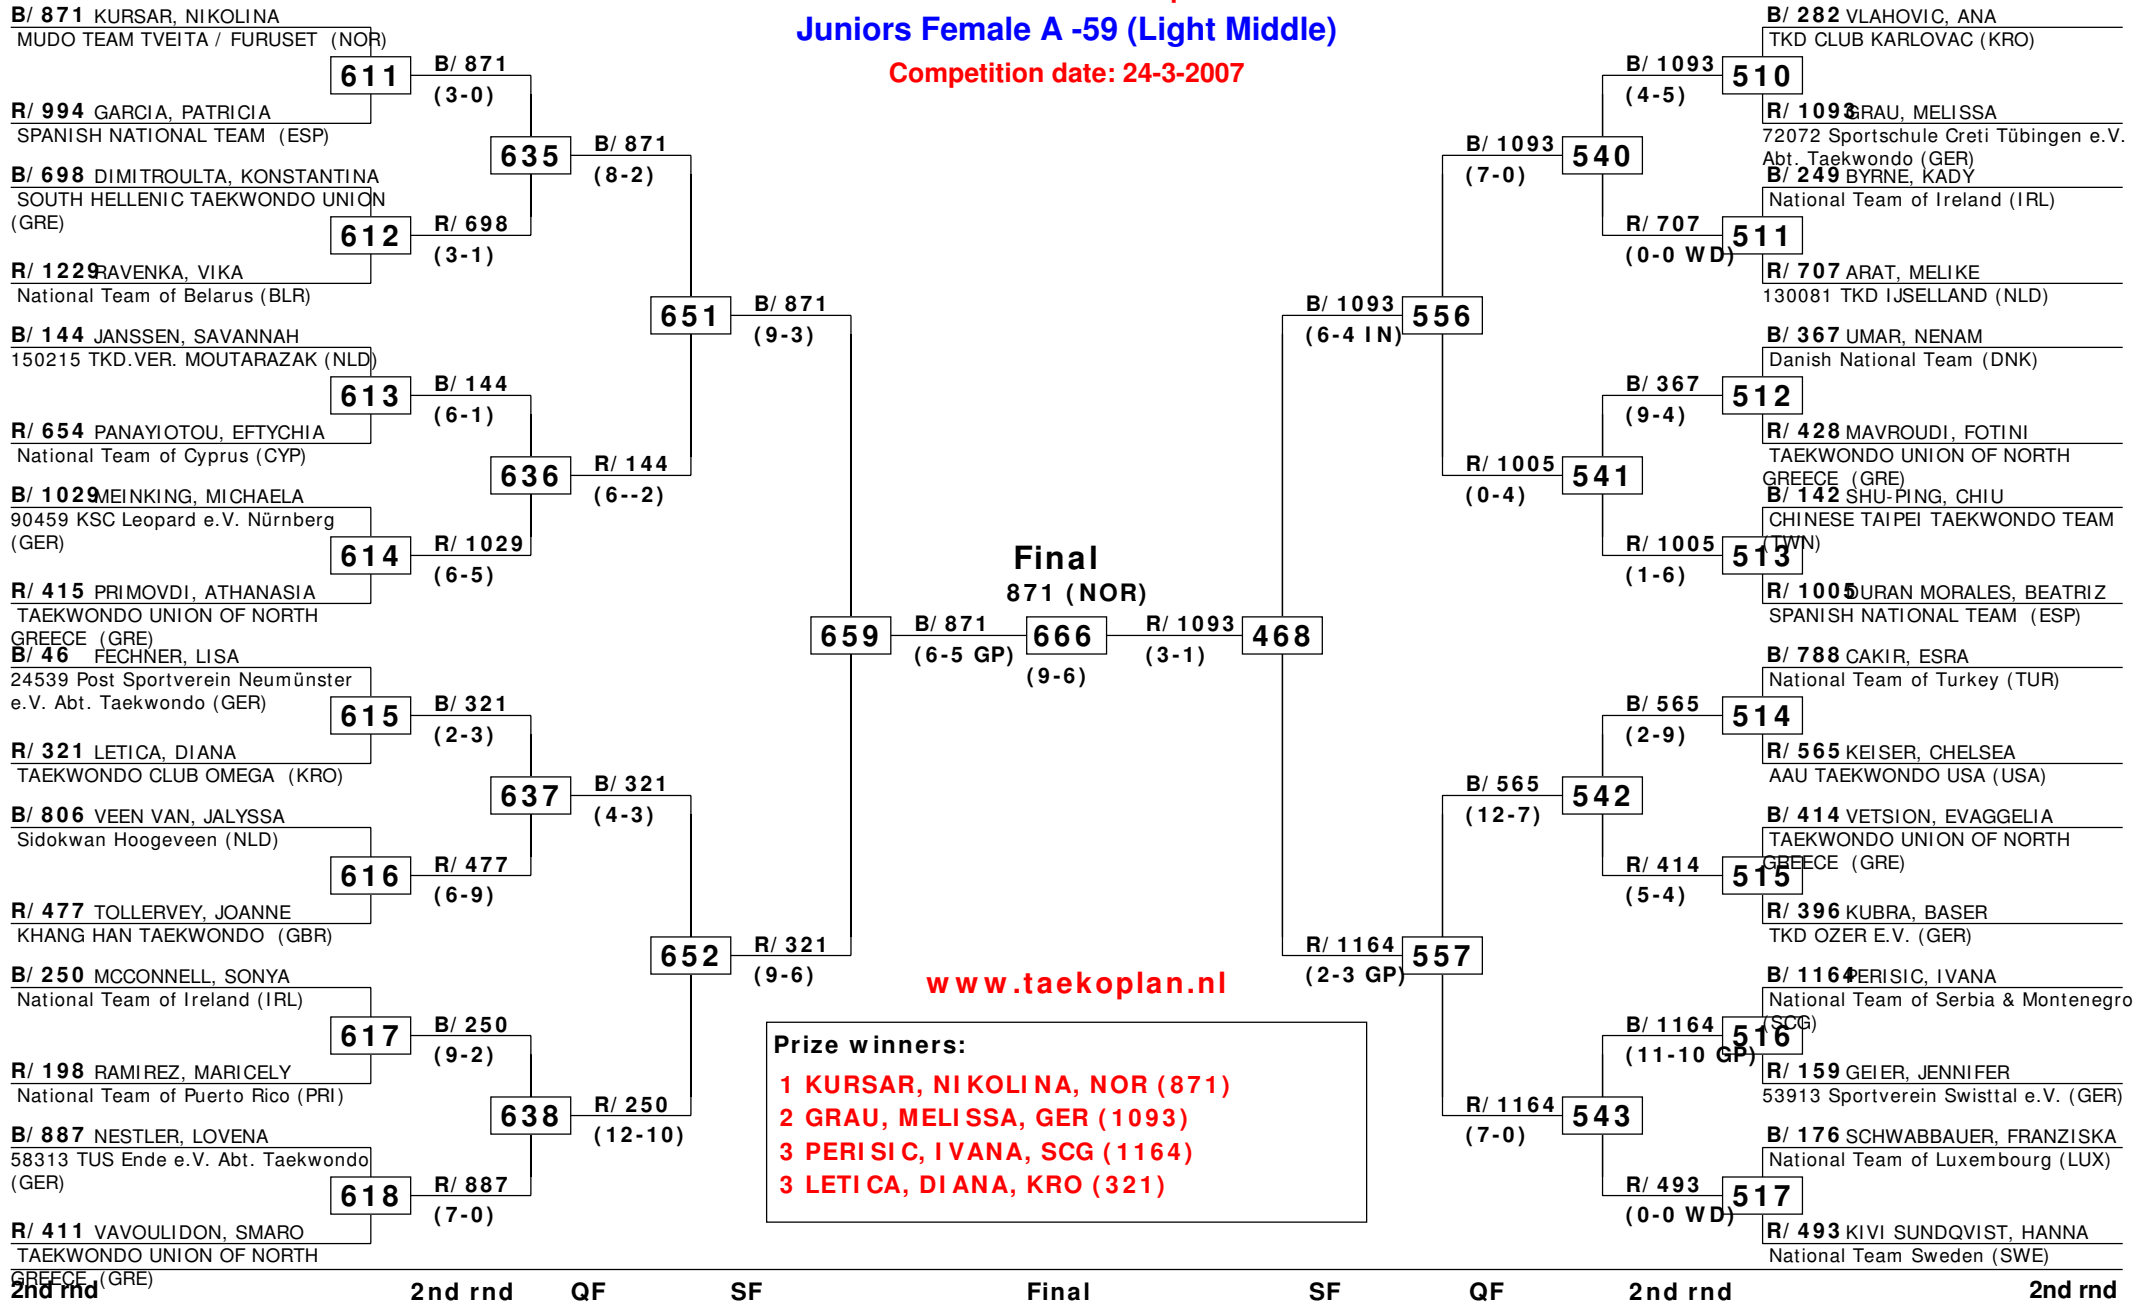 Juniors Female A -59 (Light Middle)
Competition date: 24-3-2007
B/ 871 KURSAR, NIKOLINA
MUDO TEAM TVEITA / FURUSET (NOR)
611
R/ 994 GARCIA, PATRICIA
SPANISH NATIONAL TEAM (ESP)
B/ 698 DIMITROULTA, KONSTANTINA
SOUTH HELLENIC TAEKWONDO UNION
(GRE)
612
R/ 1229 RAVENKA, VIKA
National Team of Belarus (BLR)
B/ 144 JANSSEN, SAVANNAH
150215 TKD.VER. MOUTARAZAK (NLD)
613
R/ 654 PANAYIOTOU, EFTYCHIA
National Team of Cyprus (CYP)
B/ 1029 MEINKING, MICHAELA
90459 KSC Leopard e.V. Nürnberg
(GER)
614
R/ 415 PRIMOVDI, ATHANASIA
TAEKWONDO UNION OF NORTH
GREECE (GRE)
B/ 46 FECHNER, LISA
24539 Post Sportverein Neumünster
e.V. Abt. Taekwondo (GER)
615
R/ 321 LETICA, DIANA
TAEKWONDO CLUB OMEGA (KRO)
B/ 806 VEEN VAN, JALYSSA
Sidokwan Hoogeveen (NLD)
616
R/ 477 TOLLERVEY, JOANNE
KHANG HAN TAEKWONDO (GBR)
B/ 250 MCCONNELL, SONYA
National Team of Ireland (IRL)
617
R/ 198 RAMIREZ, MARICELY
National Team of Puerto Rico (PRI)
B/ 887 NESTLER, LOVENA
58313 TUS Ende e.V. Abt. Taekwondo
(GER)
618
R/ 411 VAVOULIDON, SMARO
TAEKWONDO UNION OF NORTH
GREECE (GRE)
B/ 871
(3-0)
635
R/ 698
(3-1)
B/ 144
(6-1)
636
R/ 1029
(6-5)
B/ 321
(2-3)
637
R/ 477
(6-9)
B/ 250
(9-2)
638
R/ 887
(7-0)
B/ 871
(8-2)
651
R/ 144
(6--2)
B/ 321
(4-3)
652
R/ 250
(12-10)
B/ 871
(9-3)
659
R/ 321
(9-6)
Final
871 (NOR)
B/ 871
(6-5 GP)
666
(9-6)
R/ 1093
(3-1)
468
B/ 1093
(6-4 IN)
556
R/ 1164
(2-3 GP)
557
B/ 1093
(7-0)
540
R/ 1005
(0-4)
541
B/ 565
(12-7)
542
R/ 1164
(7-0)
543
B/ 1093
(4-5)
510
R/ 707
(0-0 WD)
511
B/ 367
(9-4)
512
R/ 1005
(1-6)
513
B/ 565
(2-9)
514
R/ 414
(5-4)
515
B/ 1164
(11-10 GP)
516
R/ 493
(0-0 WD)
517
B/ 282 VLAHOVIC, ANA
TKD CLUB KARLOVAC (KRO)
R/ 1093 GRAU, MELISSA
72072 Sportschule Creti Tübingen e.V.
Abt. Taekwondo (GER)
B/ 249 BYRNE, KADY
National Team of Ireland (IRL)
R/ 707 ARAT, MELIKE
130081 TKD IJSELLAND (NLD)
B/ 367 UMAR, NENAM
Danish National Team (DNK)
R/ 428 MAVROUDI, FOTINI
TAEKWONDO UNION OF NORTH
GREECE (GRE)
B/ 142 SHU-PING, CHIU
CHINESE TAIPEI TAEKWONDO TEAM
(TWN)
R/ 1005 DURAN MORALES, BEATRIZ
SPANISH NATIONAL TEAM (ESP)
B/ 788 CAKIR, ESRA
National Team of Turkey (TUR)
R/ 565 KEISER, CHELSEA
AAU TAEKWONDO USA (USA)
B/ 414 VETSION, EVAGGELIA
TAEKWONDO UNION OF NORTH
GREECE (GRE)
R/ 396 KUBRA, BASER
TKD OZER E.V. (GER)
B/ 1164 PERISIC, IVANA
National Team of Serbia & Montenegro
(SCG)
R/ 159 GEIER, JENNIFER
53913 Sportverein Swisttal e.V. (GER)
B/ 176 SCHWABBAUER, FRANZISKA
National Team of Luxembourg (LUX)
R/ 493 KIVI SUNDQVIST, HANNA
National Team Sweden (SWE)
www.taekoplan.nl
Prize winners:
1 KURSAR, NIKOLINA, NOR (871)
2 GRAU, MELISSA, GER (1093)
3 PERISIC, IVANA, SCG (1164)
3 LETICA, DIANA, KRO (321)
2nd rnd 2nd rnd QF SF Final SF QF 2nd rnd 2nd rnd